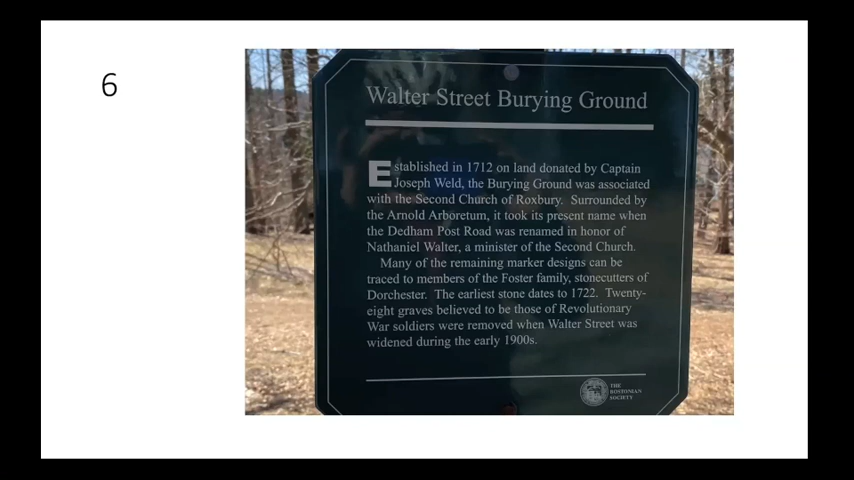 6
Walter Street Burying Ground
Established in 1712 on land donated by Captain
Joseph Weld, the Burying Ground was associated
with the Second Church of Roxbury. Surrounded by
the Arnold Arboretum, it took its present name when
the Dedham Post Road was renamed in honor of
Nathaniel Walter, a minister of the Second Church.
Many of the remaining marker designs can be
traced to members of the Foster family, stonecutters of
Dorchester. The earliest stone dates to 1722. Twenty-
eight graves believed to be those of Revolutionary
War soldiers were removed when Walter Street was
widened during the early 1900s.
THE
BOSTONIAN
SOCIETY